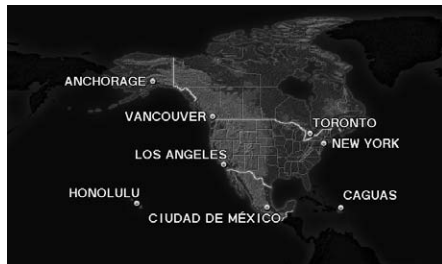 ANCHORAGE
VANCOUVER
TORONTO
NEW YORK
LOS ANGELES
HONOLULU
CAGUAS
CIUDAD DE MÉXICO